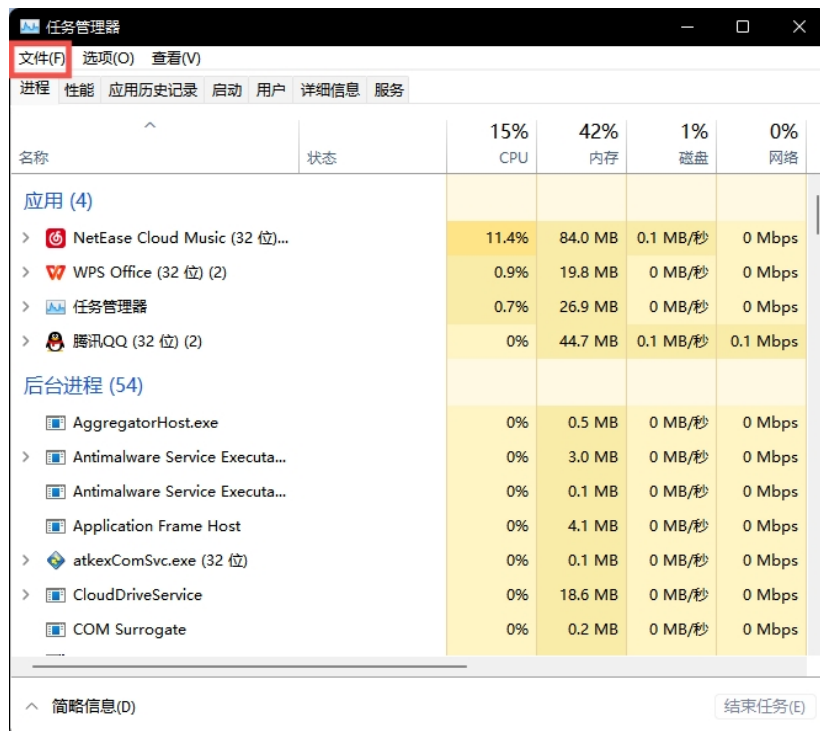 任务管理器
文件(F) 选项(O) 查看(V)
进程 性能 应用历史记录 启动 用户 详细信息 服务
15% 42% 1% 0%
名称 状态 CPU 内存 磁盘 网络
应用 (4)
NetEase Cloud Music (32 位)... 11.4% 84.0 MB 0.1 MB/秒 0 Mbps
WPS Office (32 位) (2) 0.9% 19.8 MB 0 MB/秒 0 Mbps
任务管理器 0.7% 26.9 MB 0 MB/秒 0 Mbps
腾讯QQ (32 位) (2) 0% 44.7 MB 0.1 MB/秒 0.1 Mbps
后台进程 (54)
AggregatorHost.exe 0% 0.5 MB 0 MB/秒 0 Mbps
Antimalware Service Executa... 0% 3.0 MB 0 MB/秒 0 Mbps
Antimalware Service Executa... 0% 0.1 MB 0 MB/秒 0 Mbps
Application Frame Host 0% 4.1 MB 0 MB/秒 0 Mbps
atkexComSvc.exe (32 位) 0% 0.1 MB 0 MB/秒 0 Mbps
CloudDriveService 0% 18.6 MB 0 MB/秒 0 Mbps
COM Surrogate 0% 0.2 MB 0 MB/秒 0 Mbps
简略信息(D) 结束任务(E)